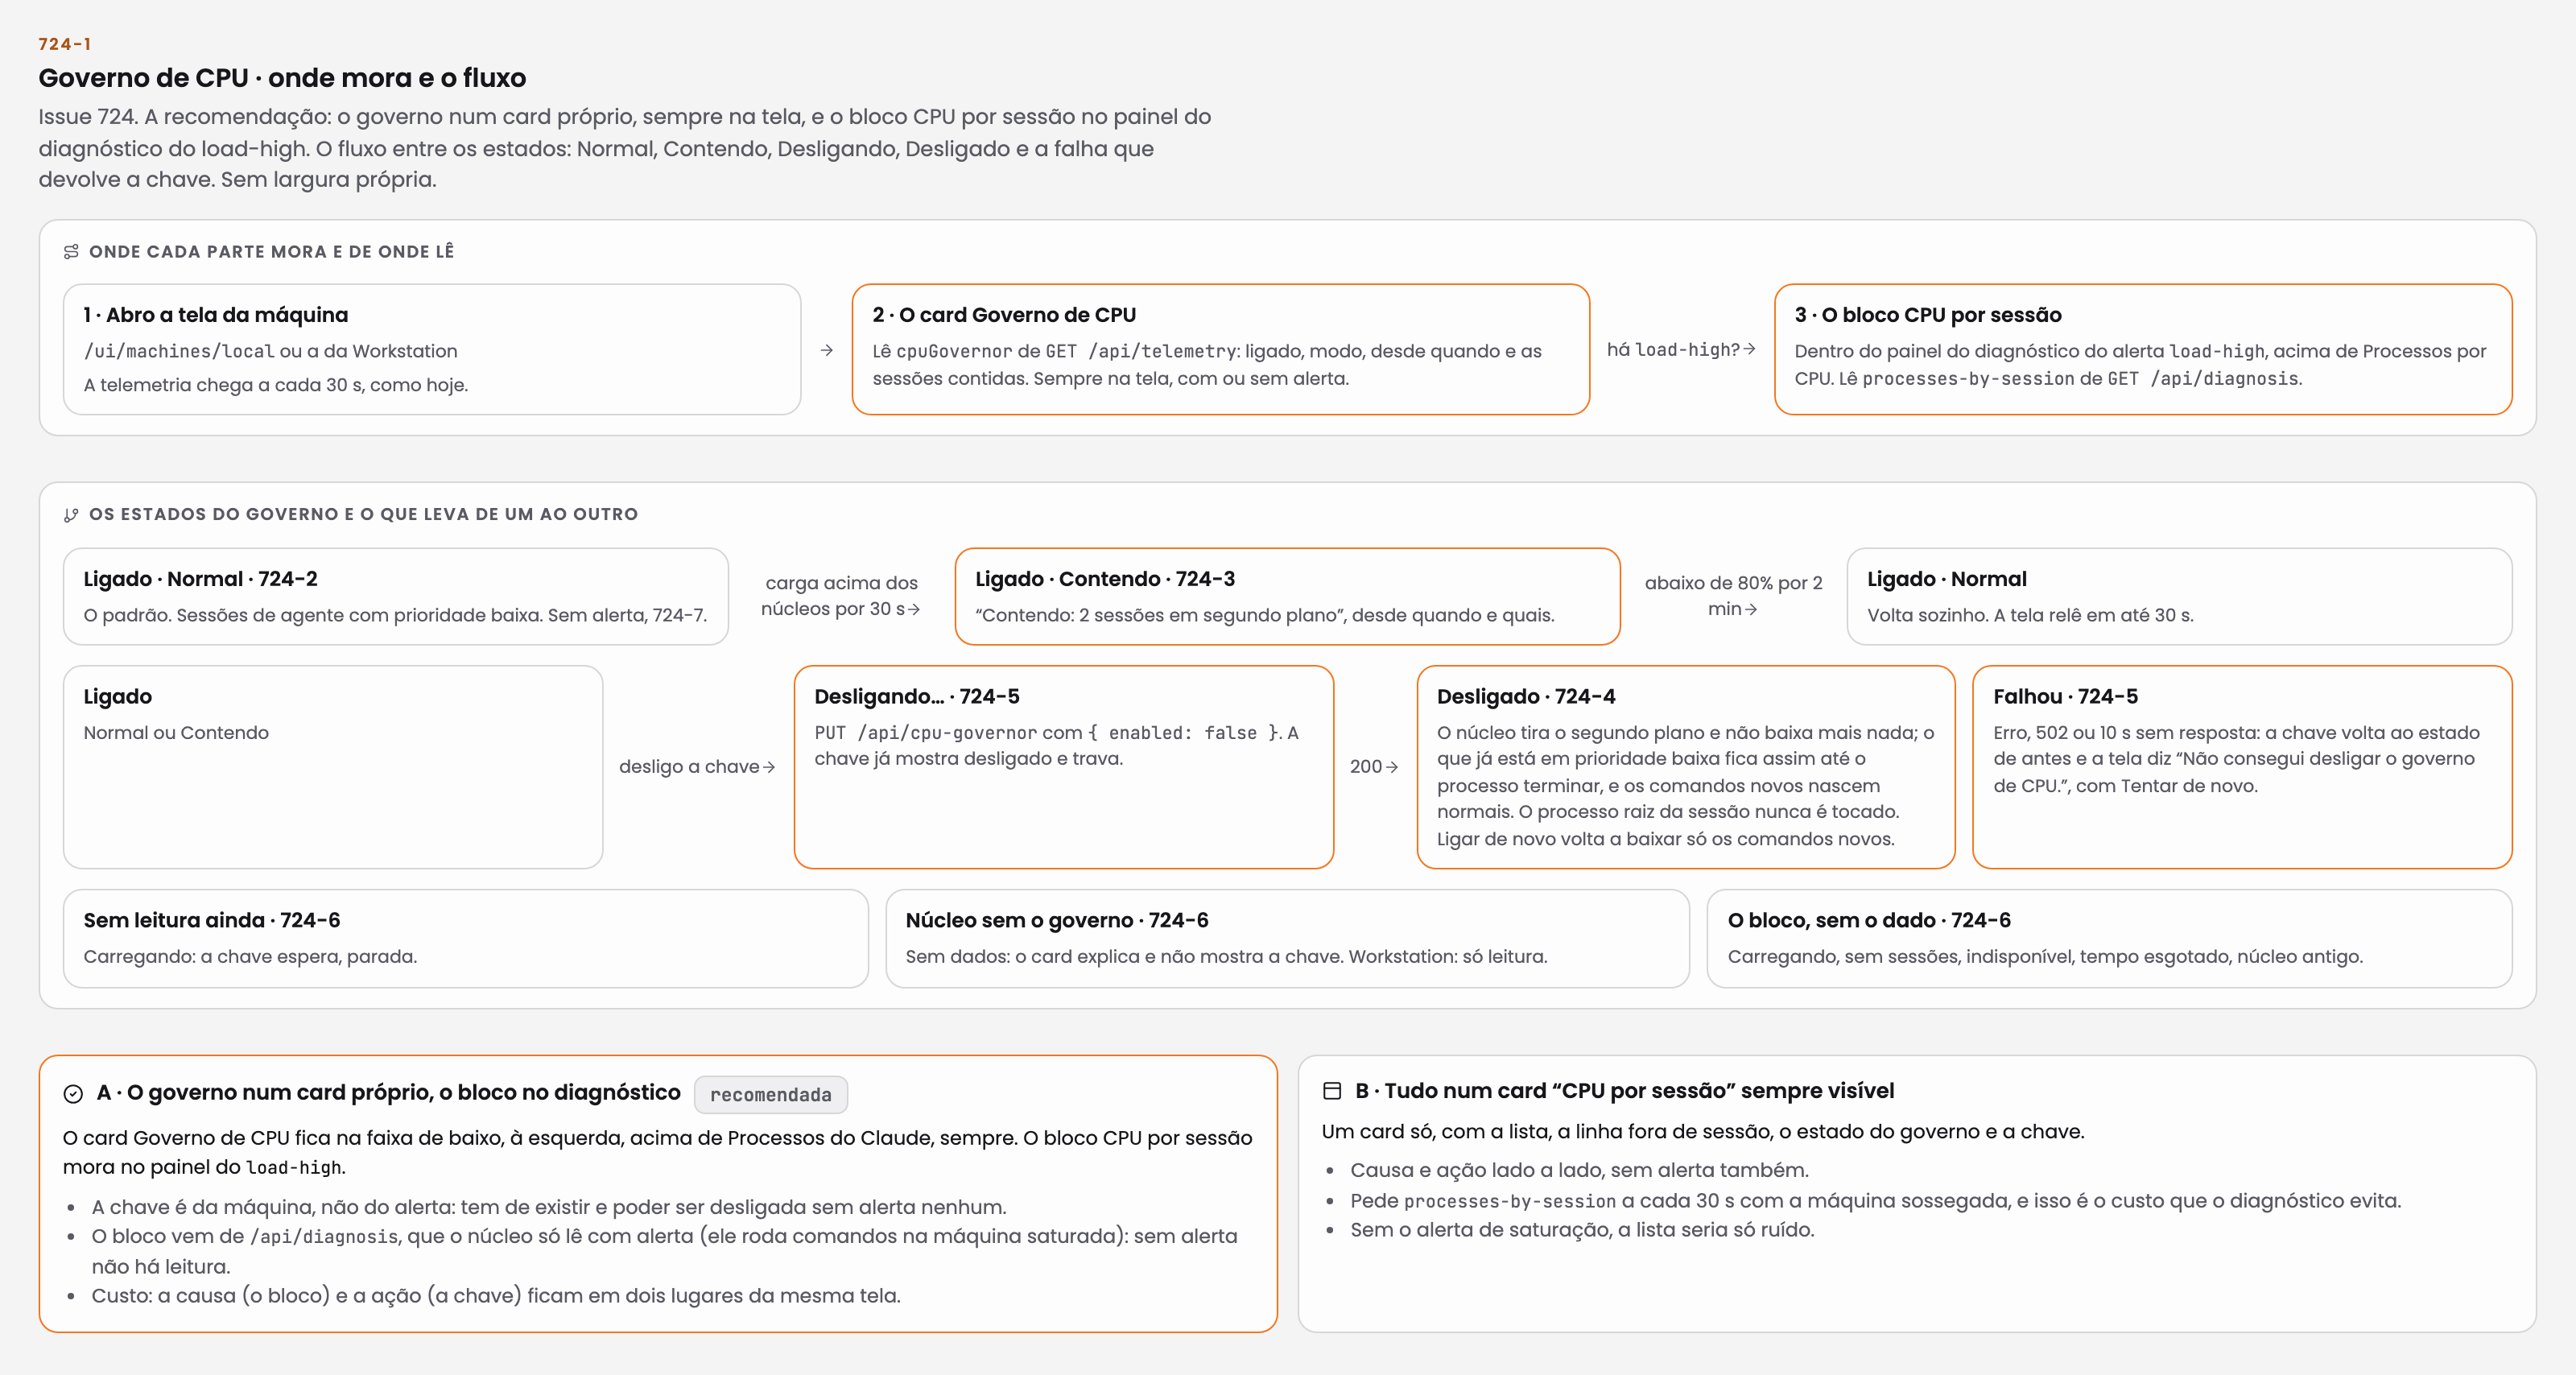 724-1
Governo de CPU · onde mora e o fluxo
Issue 724. A recomendação: o governo num card próprio, sempre na tela, e o bloco CPU por sessão no painel do
diagnóstico do load-high. O fluxo entre os estados: Normal, Contendo, Desligando, Desligado e a falha que
devolve a chave. Sem largura própria.
ONDE CADA PARTE MORA E DE ONDE LÊ
1 · Abro a tela da máquina
/ui/machines/local ou a da Workstation
A telemetria chega a cada 30 s, como hoje.
→
2 · O card Governo de CPU
Lê cpuGovernor de GET /api/telemetry: ligado, modo, desde quando e as
sessões contidas. Sempre na tela, com ou sem alerta.
há load-high?→
3 · O bloco CPU por sessão
Dentro do painel do diagnóstico do alerta load-high, acima de Processos por
CPU. Lê processes-by-session de GET /api/diagnosis.
OS ESTADOS DO GOVERNO E O QUE LEVA DE UM AO OUTRO
Ligado · Normal · 724-2
O padrão. Sessões de agente com prioridade baixa. Sem alerta, 724-7.
carga acima dos
núcleos por 30 s→
Ligado · Contendo · 724-3
“Contendo: 2 sessões em segundo plano”, desde quando e quais.
abaixo de 80% por 2
min→
Ligado · Normal
Volta sozinho. A tela relê em até 30 s.
Ligado
Normal ou Contendo
desligo a chave→
Desligando... · 724-5
PUT /api/cpu-governor com { enabled: false }. A
chave já mostra desligado e trava.
200→
Desligado · 724-4
O núcleo tira o segundo plano e não baixa mais nada; o
que já está em prioridade baixa fica assim até o
processo terminar, e os comandos novos nascem
normais. O processo raiz da sessão nunca é tocado.
Ligar de novo volta a baixar só os comandos novos.
Falhou · 724-5
Erro, 502 ou 10 s sem resposta: a chave volta ao estado
de antes e a tela diz “Não consegui desligar o governo
de CPU.”, com Tentar de novo.
Sem leitura ainda · 724-6
Carregando: a chave espera, parada.
Núcleo sem o governo · 724-6
Sem dados: o card explica e não mostra a chave. Workstation: só leitura.
O bloco, sem o dado · 724-6
Carregando, sem sessões, indisponível, tempo esgotado, núcleo antigo.
A · O governo num card próprio, o bloco no diagnóstico recomendada
O card Governo de CPU fica na faixa de baixo, à esquerda, acima de Processos do Claude, sempre. O bloco CPU por sessão
mora no painel do load-high.
• A chave é da máquina, não do alerta: tem de existir e poder ser desligada sem alerta nenhum.
• O bloco vem de /api/diagnosis, que o núcleo só lê com alerta (ele roda comandos na máquina saturada): sem alerta
não há leitura.
• Custo: a causa (o bloco) e a ação (a chave) ficam em dois lugares da mesma tela.
B · Tudo num card “CPU por sessão” sempre visível
Um card só, com a lista, a linha fora de sessão, o estado do governo e a chave.
• Causa e ação lado a lado, sem alerta também.
• Pede processes-by-session a cada 30 s com a máquina sossegada, e isso é o custo que o diagnóstico evita.
• Sem o alerta de saturação, a lista seria só ruído.